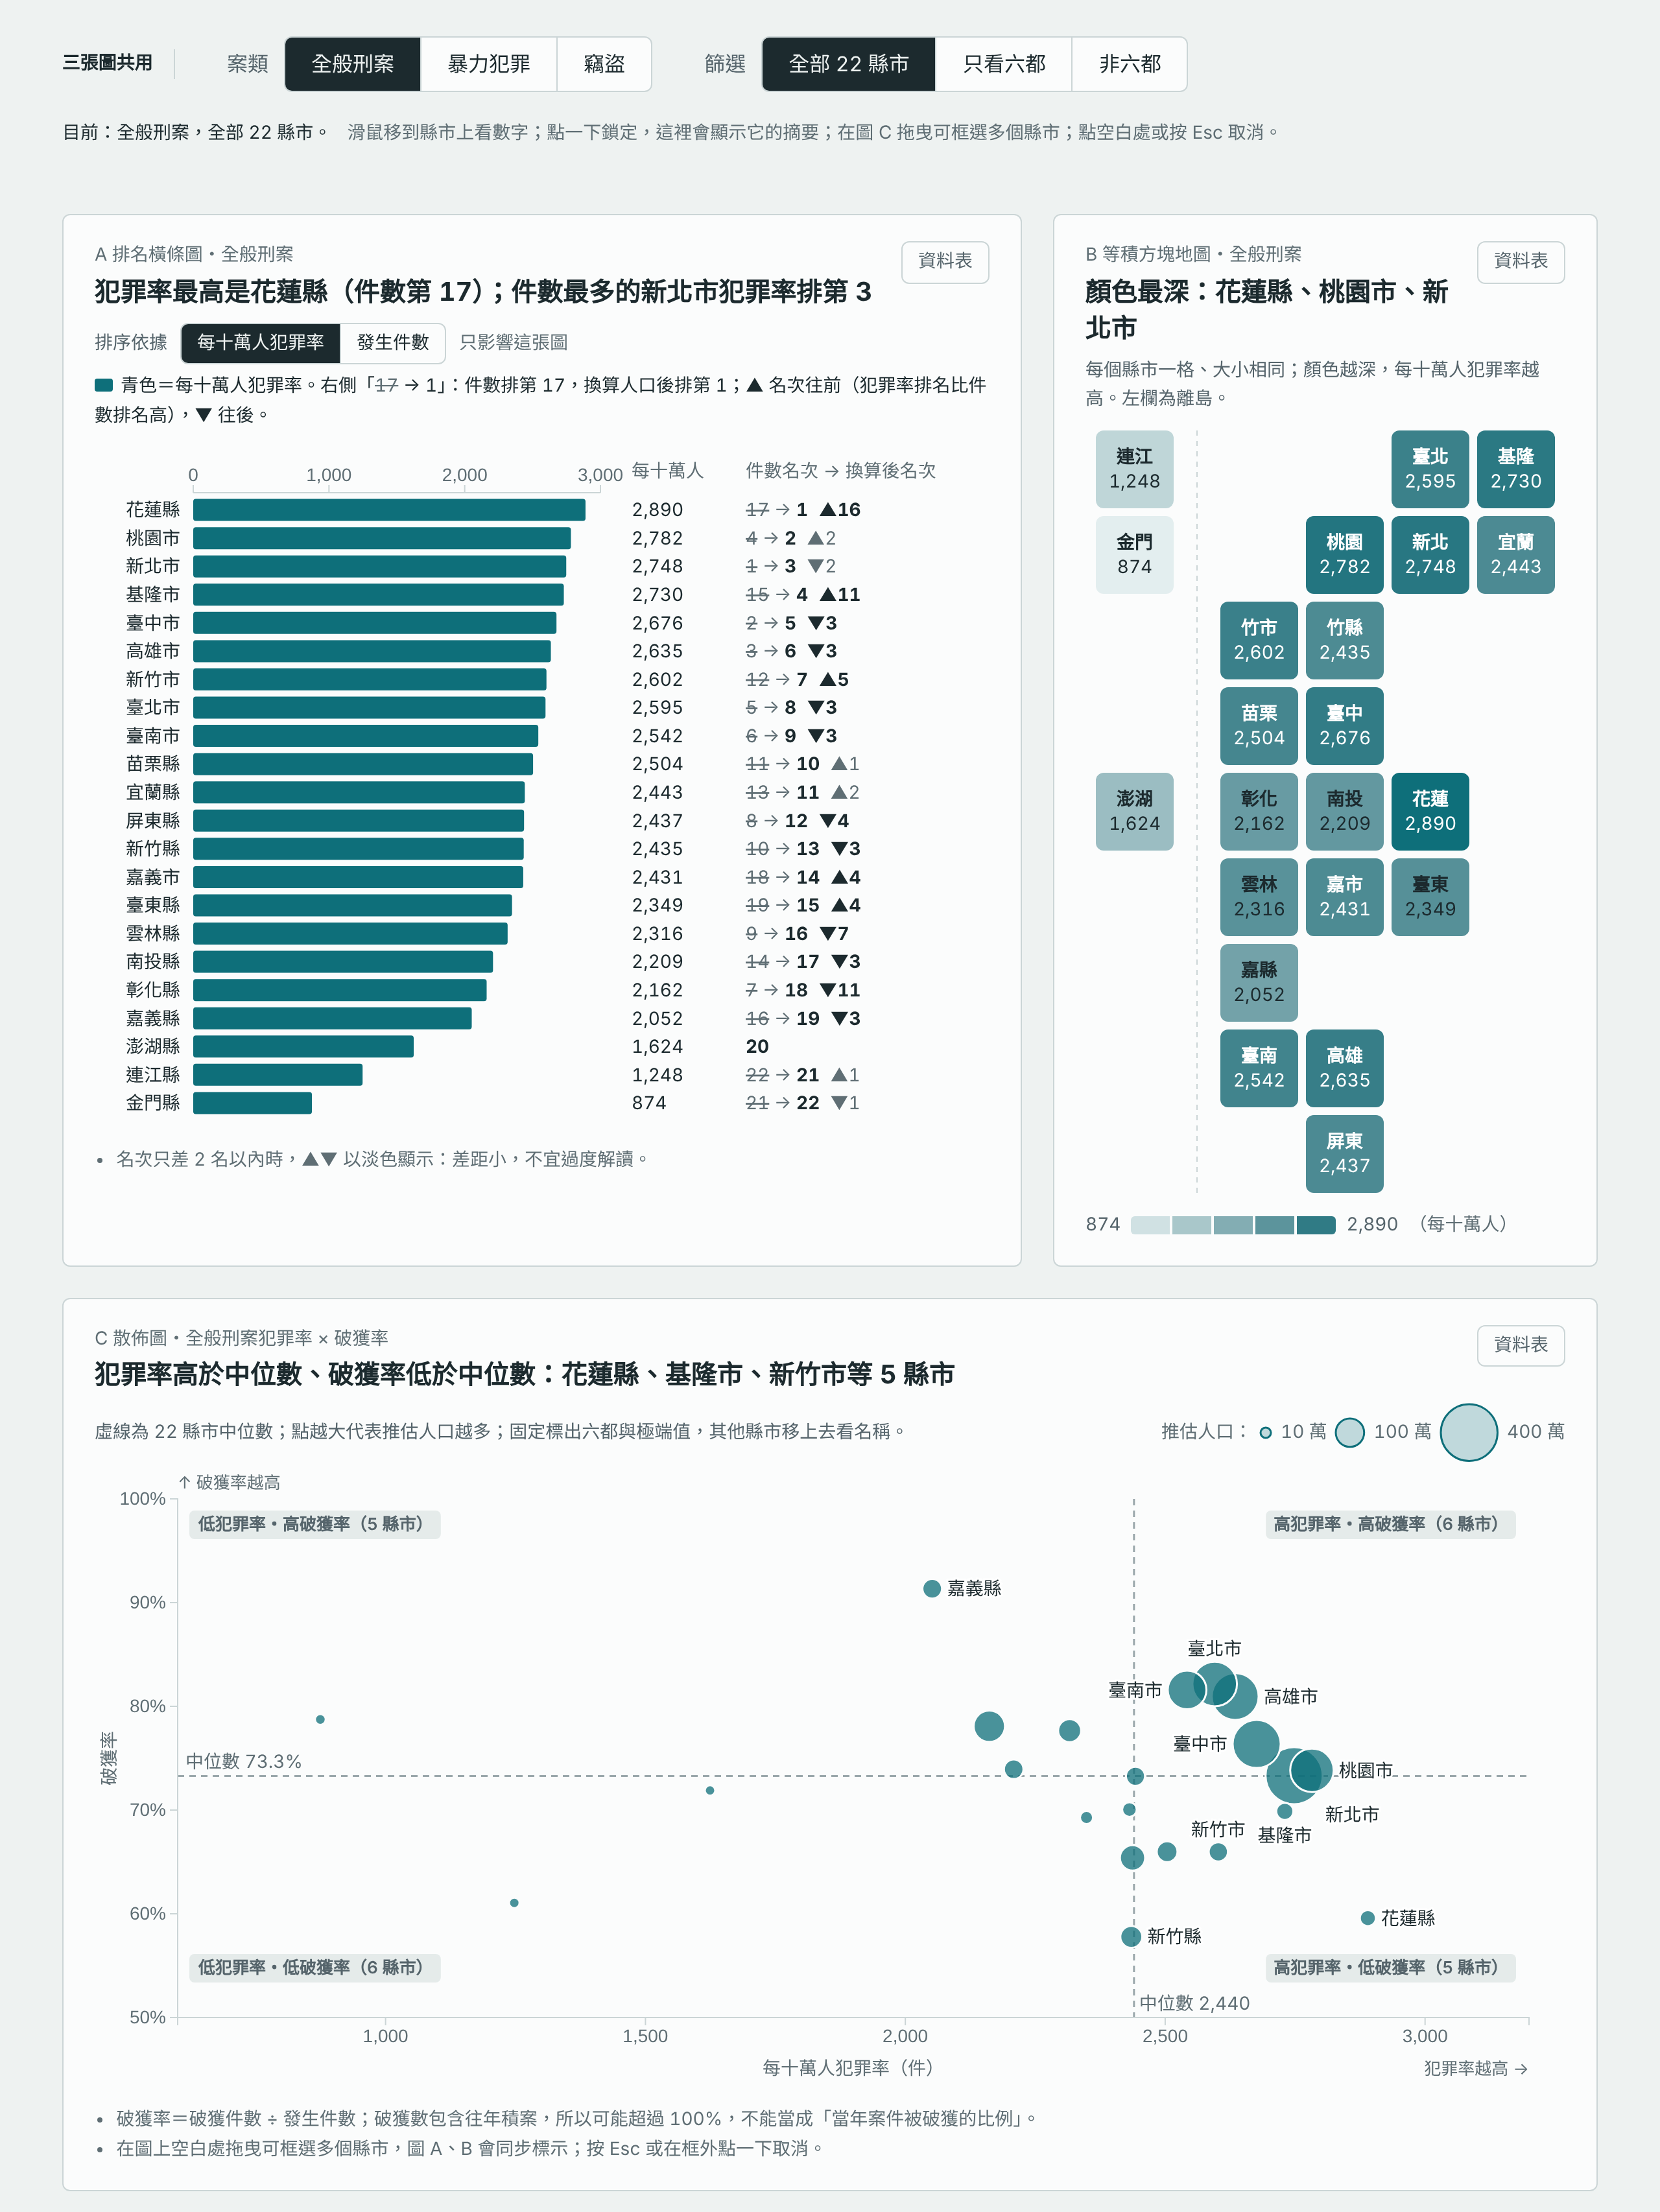 三張圖共用 案類 全般刑案 暴力犯罪 竊盜 篩選 全部 22 縣市 只看六都 非六都
目前：全般刑案，全部 22 縣市。 滑鼠移到縣市上看數字；點一下鎖定，這裡會顯示它的摘要；在圖 C 拖曳可框選多個縣市；點空白處或按 Esc 取消。
A 排名橫條圖・全般刑案
資料表
犯罪率最高是花蓮縣（件數第 17）；件數最多的新北市犯罪率排第 3
排序依據 每十萬人犯罪率 發生件數 只影響這張圖
青色＝每十萬人犯罪率。右側「17 → 1」：件數排第 17，換算人口後排第 1；▲ 名次往前（犯罪率排名比件
數排名高），▼ 往後。
0 1,000 2,000 3,000 每十萬人 件數名次 → 換算後名次
花蓮縣 2,890 17 → 1 ▲16
桃園市 2,782 4 → 2 ▲2
新北市 2,748 1 → 3 ▼2
基隆市 2,730 15 → 4 ▲11
臺中市 2,676 2 → 5 ▼3
高雄市 2,635 3 → 6 ▼3
新竹市 2,602 12 → 7 ▲5
臺北市 2,595 5 → 8 ▼3
臺南市 2,542 6 → 9 ▼3
苗栗縣 2,504 11 → 10 ▲1
宜蘭縣 2,443 13 → 11 ▲2
屏東縣 2,437 8 → 12 ▼4
新竹縣 2,435 10 → 13 ▼3
嘉義市 2,431 18 → 14 ▲4
臺東縣 2,349 19 → 15 ▲4
雲林縣 2,316 9 → 16 ▼7
南投縣 2,209 14 → 17 ▼3
彰化縣 2,162 7 → 18 ▼11
嘉義縣 2,052 16 → 19 ▼3
澎湖縣 1,624 20
連江縣 1,248 22 → 21 ▲1
金門縣 874 21 → 22 ▼1
• 名次只差 2 名以內時，▲▼ 以淡色顯示：差距小，不宜過度解讀。
B 等積方塊地圖・全般刑案
資料表
顏色最深：花蓮縣、桃園市、新
北市
每個縣市一格、大小相同；顏色越深，每十萬人犯罪率越
高。左欄為離島。
連江 臺北 基隆
1,248 2,595 2,730
金門 桃園 新北 宜蘭
874 2,782 2,748 2,443
竹市 竹縣
2,602 2,435
苗栗 臺中
2,504 2,676
澎湖 彰化 南投 花蓮
1,624 2,162 2,209 2,890
雲林 嘉市 臺東
2,316 2,431 2,349
嘉縣
2,052
臺南 高雄
2,542 2,635
屏東
2,437
874 2,890 （每十萬人）
C 散佈圖・全般刑案犯罪率 × 破獲率
資料表
犯罪率高於中位數、破獲率低於中位數：花蓮縣、基隆市、新竹市等 5 縣市
虛線為 22 縣市中位數；點越大代表推估人口越多；固定標出六都與極端值，其他縣市移上去看名稱。
推估人口： 10 萬 100 萬 400 萬
↑ 破獲率越高
100%
低犯罪率・高破獲率（5 縣市） 高犯罪率・高破獲率（6 縣市）
90%
嘉義縣
臺北市
臺南市 高雄市
80%
破獲率
臺中市
中位數 73.3%
桃園市
70%
新北市
新竹市 基隆市
60%
花蓮縣
新竹縣
低犯罪率・低破獲率（6 縣市） 高犯罪率・低破獲率（5 縣市）
中位數 2,440
50%
1,000 1,500 2,000 2,500 3,000
每十萬人犯罪率（件） 犯罪率越高 →
• 破獲率＝破獲件數 ÷ 發生件數；破獲數包含往年積案，所以可能超過 100%，不能當成「當年案件被破獲的比例」。
• 在圖上空白處拖曳可框選多個縣市，圖 A、B 會同步標示；按 Esc 或在框外點一下取消。